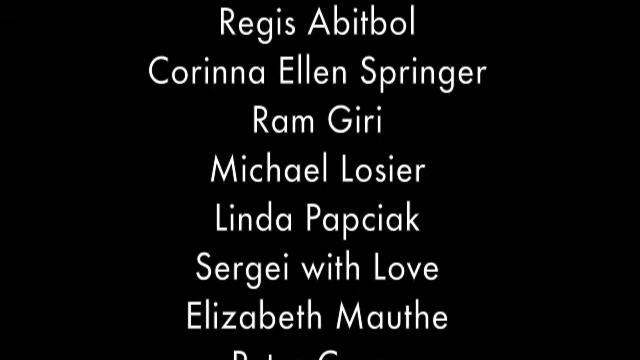 Regis Abitbol
Corinna Ellen Springer
Ram Giri
Michael Losier
Linda Papciak
Sergei with Love
Elizabeth Mauthe